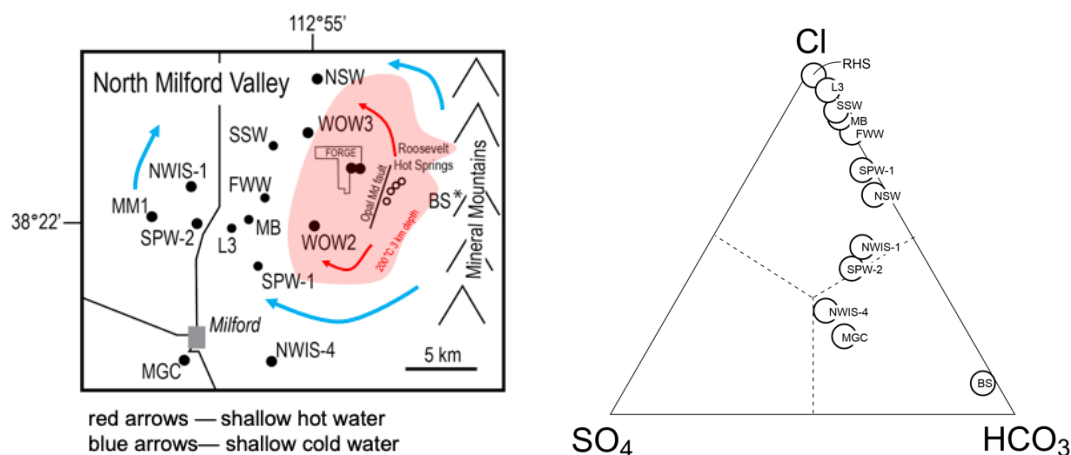 112°55'
North Milford Valley
NSW
WOW3
SSW
FORGE
Roosevelt
Hot Springs
NWIS-1
FWW
Opal Md fault
BS*
Mineral Mountains
38°22'
MM1
SPW-2
L3
MB
WOW2
200°C 3 km depth
SPW-1
Milford
NWIS-4
MGC
5 km
red arrows — shallow hot water
blue arrows— shallow cold water
Cl
RHS
L3
SSW
MB
FWW
SPW-1
NSW
NWIS-1
SPW-2
NWIS-4
MGC
BS
SO₄
HCO₃